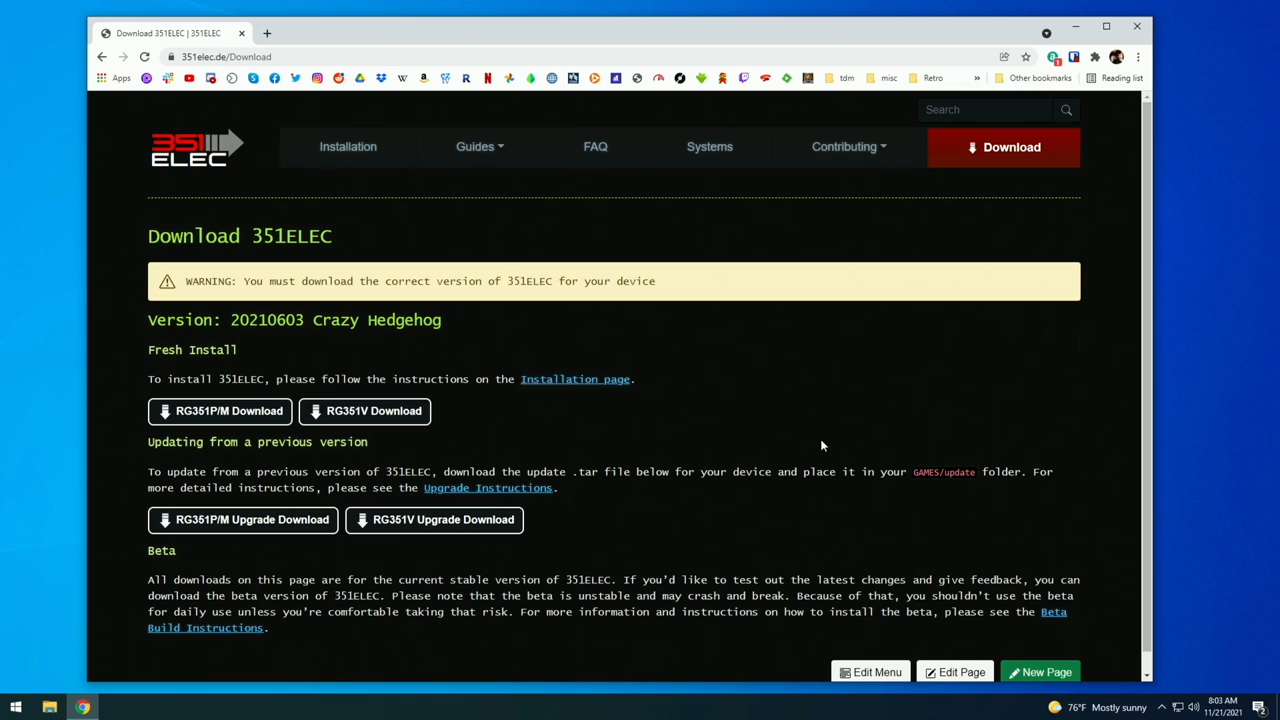 Download 351ELEC | 351ELEC
351elec.de/Download
Apps
tdm
misc
Retro
»
Other bookmarks
Reading list
Search
351
ELEC
Installation
Guides
FAQ
Systems
Contributing
Download
Download 351ELEC
WARNING: You must download the correct version of 351ELEC for your device
Version: 20210603 Crazy Hedgehog
Fresh Install
To install 351ELEC, please follow the instructions on the Installation page.
RG351P/M Download
RG351V Download
Updating from a previous version
To update from a previous version of 351ELEC, download the update .tar file below for your device and place it in your GAMES/update folder. For
more detailed instructions, please see the Upgrade Instructions.
RG351P/M Upgrade Download
RG351V Upgrade Download
Beta
All downloads on this page are for the current stable version of 351ELEC. If you'd like to test out the latest changes and give feedback, you can
download the beta version of 351ELEC. Please note that the beta is unstable and may crash and break. Because of that, you shouldn't use the beta
for daily use unless you're comfortable taking that risk. For more information and instructions on how to install the beta, please see the Beta
Build Instructions.
Edit Menu
Edit Page
New Page
76°F Mostly sunny
8:03 AM
11/21/2021
2